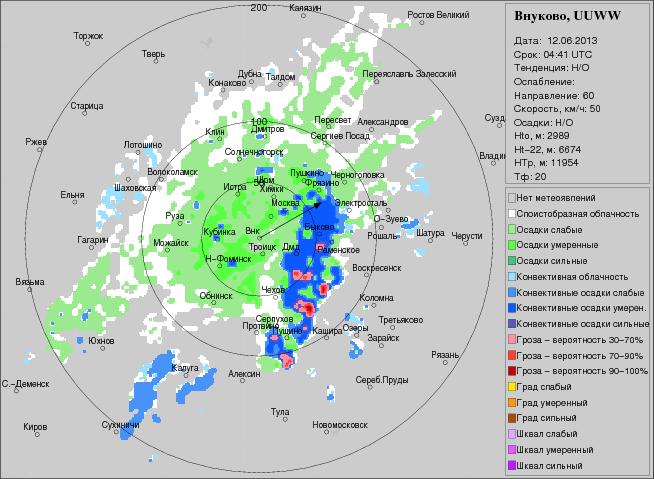 Внуково, UUWW
Дата: 12.06.2013
Срок: 04:41 UTC
Тенденция: Н/О
Ослабление:
Направление: 60
Скорость, км/ч: 50
Осадки: Н/О
Hto, м: 2989
Ht-22, м: 6674
HTp, м: 11954
Тф: 20
Нет метеоявлений
Слоистобразная облачность
Осадки слабые
Осадки умеренные
Осадки сильные
Конвективная облачность
Конвективные осадки слабые
Конвективные осадки умерен.
Конвективные осадки сильные
Гроза – вероятность 30–70%
Гроза – вероятность 70–90%
Гроза – вероятность 90–100%
Град слабый
Град умеренный
Град сильный
Шквал слабый
Шквал умеренный
Шквал сильный
200
Калязин
Ростов Великий
Торжок
Тверь
Дубна
Талдом
Переяславль Залесский
Конаково
Старица
100
Пересвет
Александров
Сузд
Клин
Дмитров
Сергиев Посад
Ржев
Логошино
Солнечногорск
Влади
Волоколамск
Пушкино
Черноголовка
Шаховская
Фрязино
Истра
Химки
Ельня
Москва
Электросталь
Руза
О-Зуево
Кубинка
Внк
Быково
Рошаль
Шатура
Черусти
Гагарин
Можайск
Троицк
Дмд
Раменское
Н-Фоминск
Воскресенск
Вязьма
Обнинск
Чехов
Коломна
Серпухов
Третьяково
Протвино
Пущино
Кашира
Озеры
Зарайск
Юхнов
Рязань
Калуга
Алексин
Сереб.Пруды
С.-Деменск
Тула
Киров
Сухиничи
Новомосковск